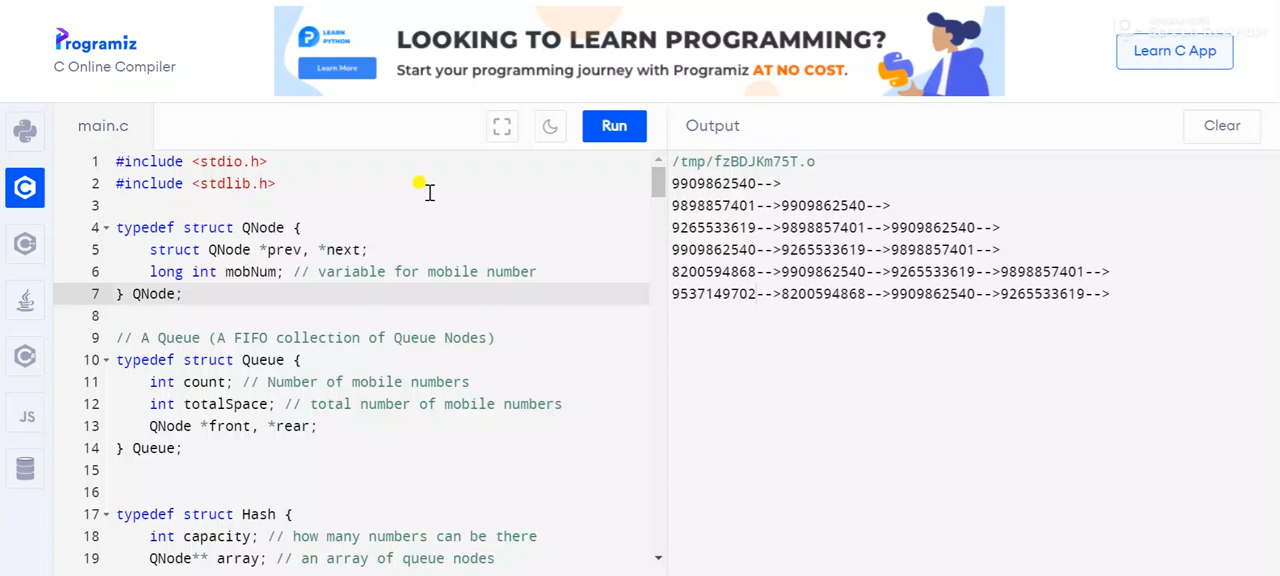 Programiz
C Online Compiler
LEARN PYTHON
Learn More
LOOKING TO LEARN PROGRAMMING?
Start your programming journey with Programiz AT NO COST.
Learn C App
main.c
Run
Output
Clear
1 #include <stdio.h>
2 #include <stdlib.h>
3
4 typedef struct QNode {
5 struct QNode *prev, *next;
6 long int mobNum; // variable for mobile number
7 } QNode;
8
9 // A Queue (A FIFO collection of Queue Nodes)
10 typedef struct Queue {
11 int count; // Number of mobile numbers
12 int totalSpace; // total number of mobile numbers
13 QNode *front, *rear;
14 } Queue;
15
16
17 typedef struct Hash {
18 int capacity; // how many numbers can be there
19 QNode** array; // an array of queue nodes
JS
/tmp/fzBDJKm75T.o
9909862540-->
9898857401-->9909862540-->
9265533619-->9898857401-->9909862540-->
9909862540-->9265533619-->9898857401-->
8200594868-->9909862540-->9265533619-->9898857401-->
9537149702-->8200594868-->9909862540-->9265533619-->